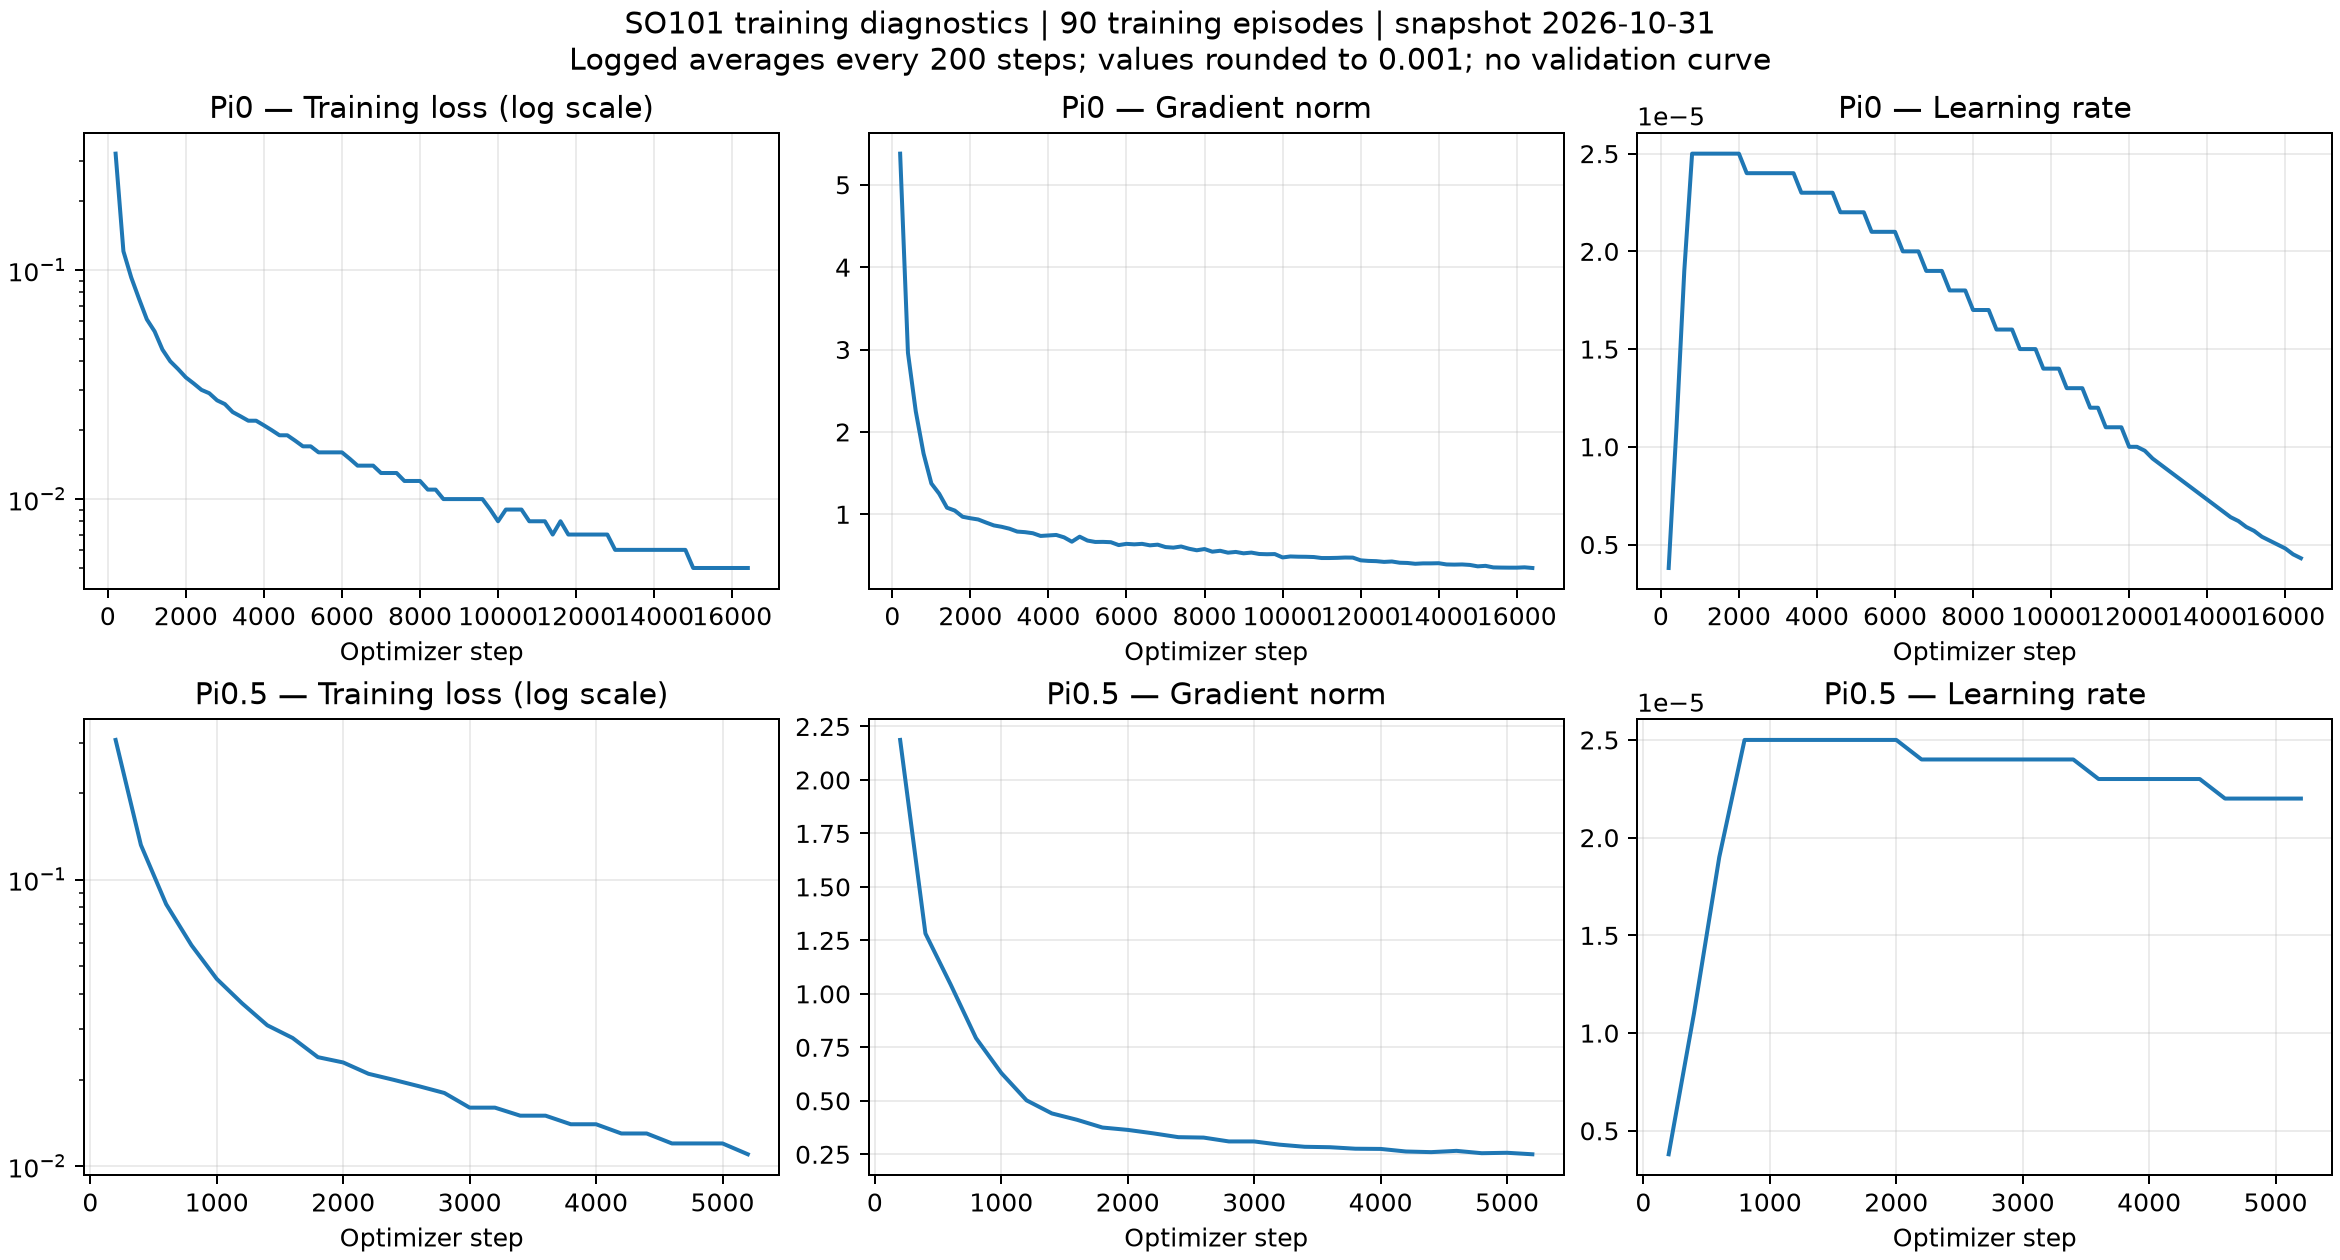 SO101 training diagnostics | 90 training episodes | snapshot 2026-10-31
Logged averages every 200 steps; values rounded to 0.001; no validation curve
Pi0 — Training loss (log scale)
10⁻¹
10⁻²
0 2000 4000 6000 8000 10000 12000 14000 16000
Optimizer step
Pi0 — Gradient norm
5
4
3
2
1
0 2000 4000 6000 8000 10000 12000 14000 16000
Optimizer step
Pi0 — Learning rate
1e−5
2.5
2.0
1.5
1.0
0.5
0 2000 4000 6000 8000 10000 12000 14000 16000
Optimizer step
Pi0.5 — Training loss (log scale)
10⁻¹
10⁻²
0 1000 2000 3000 4000 5000
Optimizer step
Pi0.5 — Gradient norm
2.25
2.00
1.75
1.50
1.25
1.00
0.75
0.50
0.25
0 1000 2000 3000 4000 5000
Optimizer step
Pi0.5 — Learning rate
1e−5
2.5
2.0
1.5
1.0
0.5
0 1000 2000 3000 4000 5000
Optimizer step